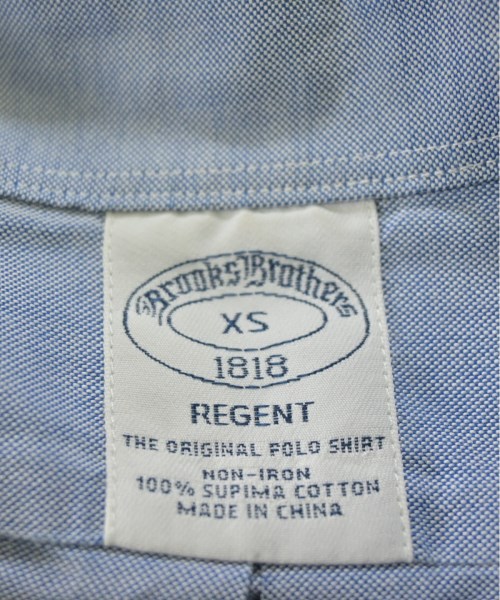 Brooks Brothers
XS
1818
REGENT
THE ORIGINAL POLO SHIRT
NON-IRON
100% SUPIMA COTTON
MADE IN CHINA